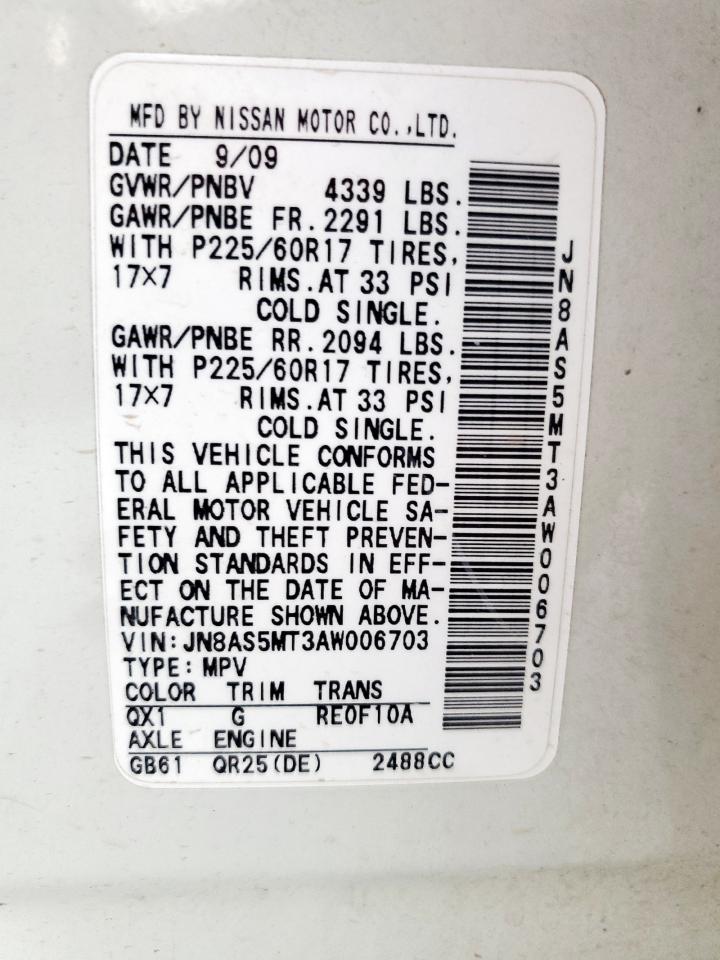 MFD BY NISSAN MOTOR CO.,LTD.
DATE 9/09
GVWR/PNBV 4339 LBS.
GAWR/PNBE FR.2291 LBS.
WITH P225/60R17 TIRES,
17X7 RIMS.AT 33 PSI
COLD SINGLE.
GAWR/PNBE RR.2094 LBS.
WITH P225/60R17 TIRES,
17X7 RIMS.AT 33 PSI
COLD SINGLE.
THIS VEHICLE CONFORMS
TO ALL APPLICABLE FED-
ERAL MOTOR VEHICLE SA-
FETY AND THEFT PREVEN-
TION STANDARDS IN EFF-
ECT ON THE DATE OF MA-
NUFACTURE SHOWN ABOVE.
VIN:JN8AS5MT3AW006703
TYPE:MPV
COLOR TRIM TRANS
QX1 G RE0F10A
AXLE ENGINE
GB61 QR25(DE) 2488CC
JN8AS5MT3AW006703